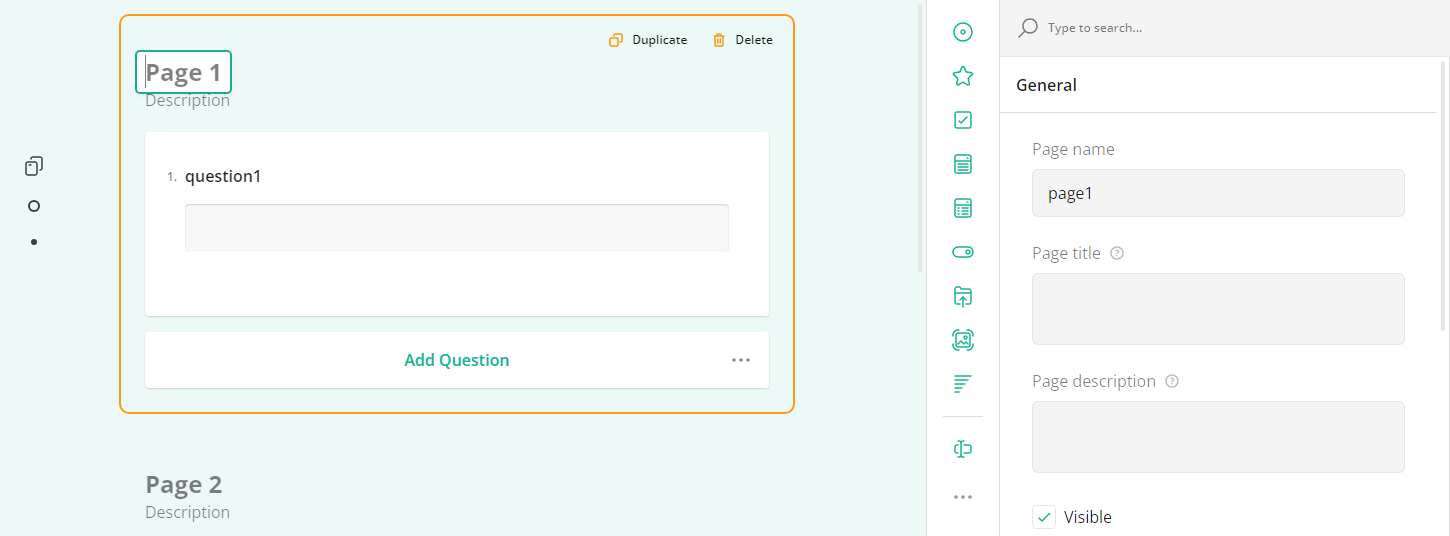 Duplicate
Delete
Page 1
Description
1. question1
Add Question
Page 2
Description
Type to search...
General
Page name
page1
Page title
Page description
Visible